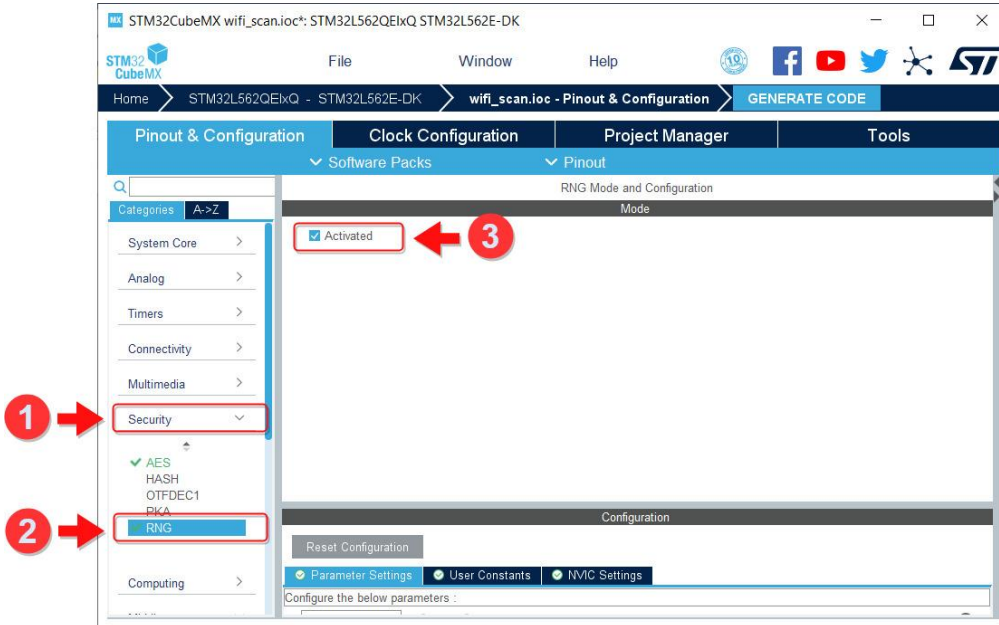 MX STM32CubeMX wifi_scan.ioc*: STM32L562QEIxQ STM32L562E-DK
STM32
CubeMX
File Window Help
10
Home STM32L562QEIxQ - STM32L562E-DK wifi_scan.ioc - Pinout & Configuration GENERATE CODE
Pinout & Configuration Clock Configuration Project Manager Tools
Software Packs Pinout
RNG Mode and Configuration
Categories A->Z
Mode
System Core
Activated
3
Analog
Timers
Connectivity
Multimedia
1
Security
AES
HASH
OTFDEC1
PKA
2
RNG
Configuration
Reset Configuration
Parameter Settings User Constants NVIC Settings
Computing
Configure the below parameters :